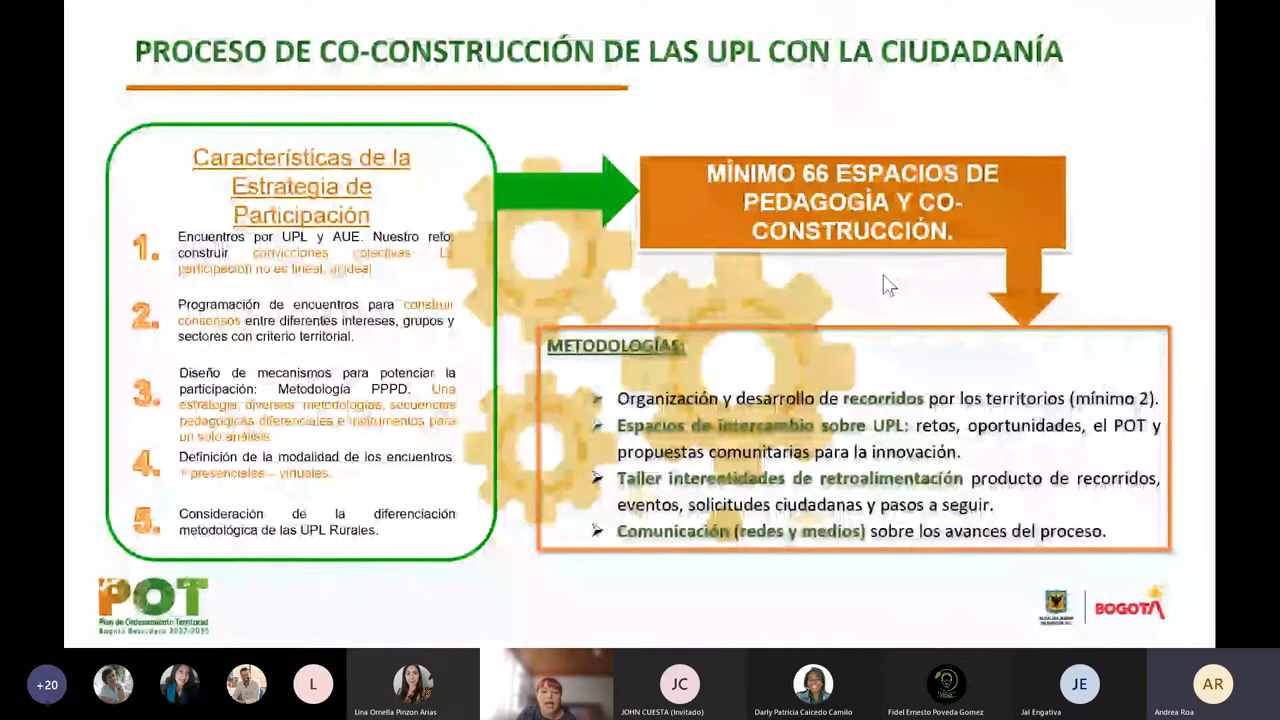 PROCESO DE CO-CONSTRUCCIÓN DE LAS UPL CON LA CIUDADANÍA
Características de la
Estrategia de
Participación
1. Encuentros por UPL y AUE. Nuestro reto:
construir convicciones colectivas La
participación no es lineal, ni ideal
2. Programación de encuentros para construir
consensos entre diferentes intereses, grupos y
sectores con criterio territorial.
3. Diseño de mecanismos para potenciar la
participación: Metodología PPPD. Una
estrategia, diversas metodologías, secuencias
pedagógicas diferenciales e instrumentos para
un solo análisis.
4. Definición de la modalidad de los encuentros.
+ presenciales – virtuales.
5. Consideración de la diferenciación
metodológica de las UPL Rurales.
MÍNIMO 66 ESPACIOS DE
PEDAGOGÍA Y CO-
CONSTRUCCIÓN.
METODOLOGÍAS:
➢ Organización y desarrollo de recorridos por los territorios (mínimo 2).
➢ Espacios de intercambio sobre UPL: retos, oportunidades, el POT y
propuestas comunitarias para la innovación.
➢ Taller interentidades de retroalimentación producto de recorridos,
eventos, solicitudes ciudadanas y pasos a seguir.
➢ Comunicación (redes y medios) sobre los avances del proceso.
POT
Plan de Ordenamiento Territorial
Bogotá Reverdece 2022-2035
BOGOTÁ
+20
L
Lina Ornella Pinzon Arias
JC
JOHN CUESTA (Invitado)
Darly Patricia Caicedo Camilo
Fidel Ernesto Poveda Gomez
JE
Jal Engativa
AR
Andrea Roa